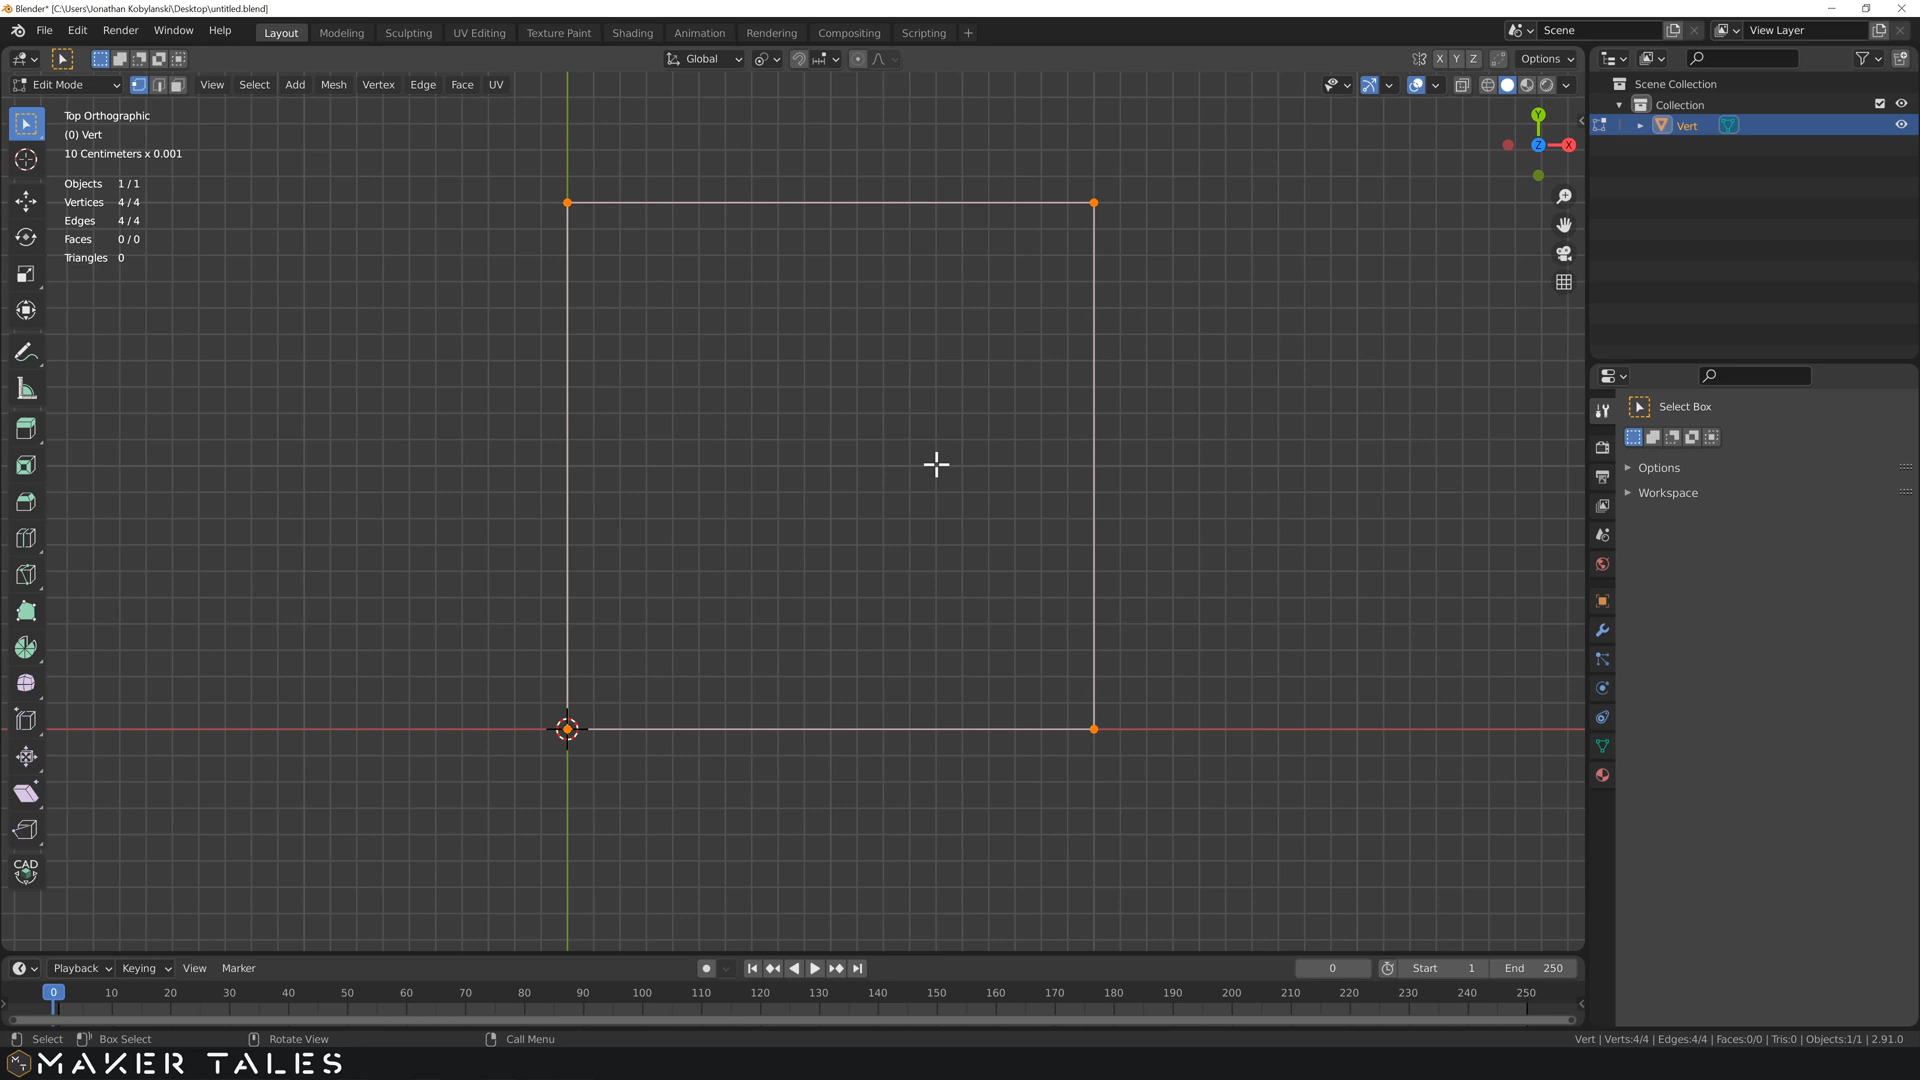 Blender* [C:\Users\Jonathan Kobylanski\Desktop\untitled.blend]
File Edit Render Window Help Layout Modeling Sculpting UV Editing Texture Paint Shading Animation Rendering Compositing Scripting + Scene View Layer
Global X Y Z Options
Edit Mode View Select Add Mesh Vertex Edge Face UV
Scene Collection
Collection
Vert
Top Orthographic
(0) Vert
10 Centimeters x 0.001
Objects 1/1
Vertices 4/4
Edges 4/4
Faces 0/0
Triangles 0
Y
Z X
Select Box
Options
Workspace
CAD
Playback Keying View Marker 0 Start 1 End 250
0 10 20 30 40 50 60 70 80 90 100 110 120 130 140 150 160 170 180 190 200 210 220 230 240 250
Select Box Select Rotate View Call Menu Vert | Verts:4/4 | Edges:4/4 | Faces:0/0 | Tris:0 | Objects:1/1 | 2.91.0
MT MAKER TALES